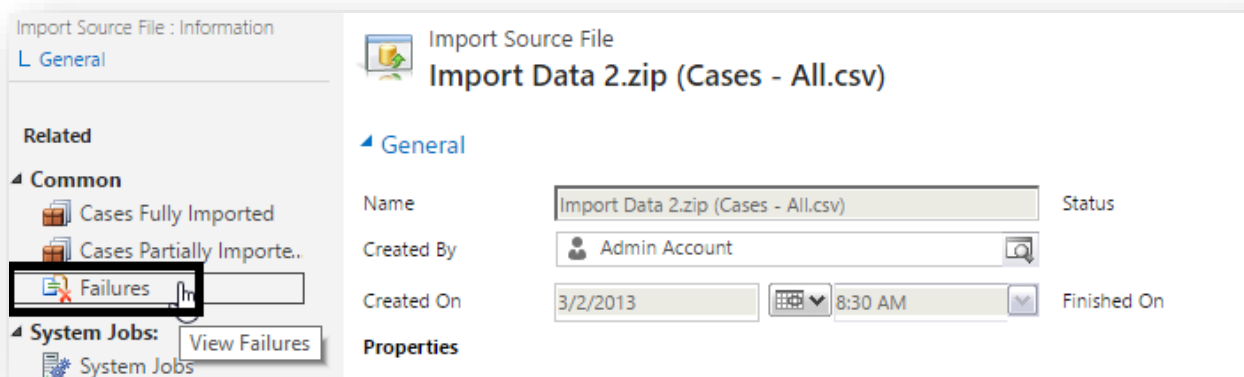 Import Source File : Information
General
Related
Common
Cases Fully Imported
Cases Partially Importe..
Failures
System Jobs:
View Failures
System Jobs
Import Source File
Import Data 2.zip (Cases - All.csv)
General
Name
Import Data 2.zip (Cases - All.csv)
Status
Created By
Admin Account
Created On
3/2/2013
8:30 AM
Finished On
Properties